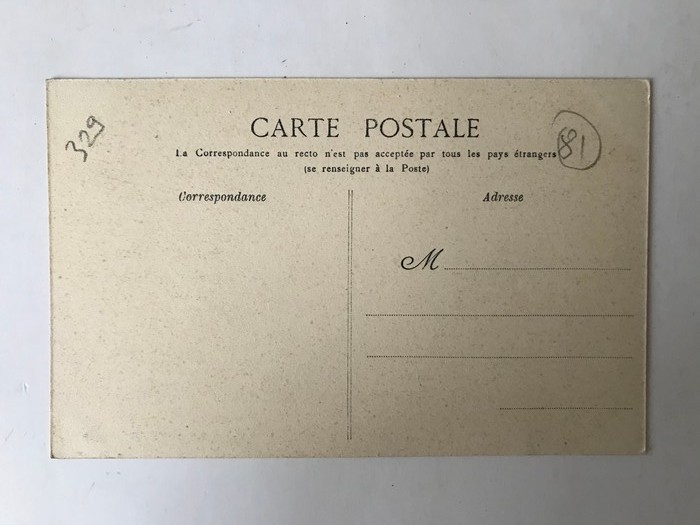 329
CARTE POSTALE
La Correspondance au recto n'est pas acceptée par tous les pays étrangers
(se renseigner à la Poste)
81
Correspondance
Adresse
M